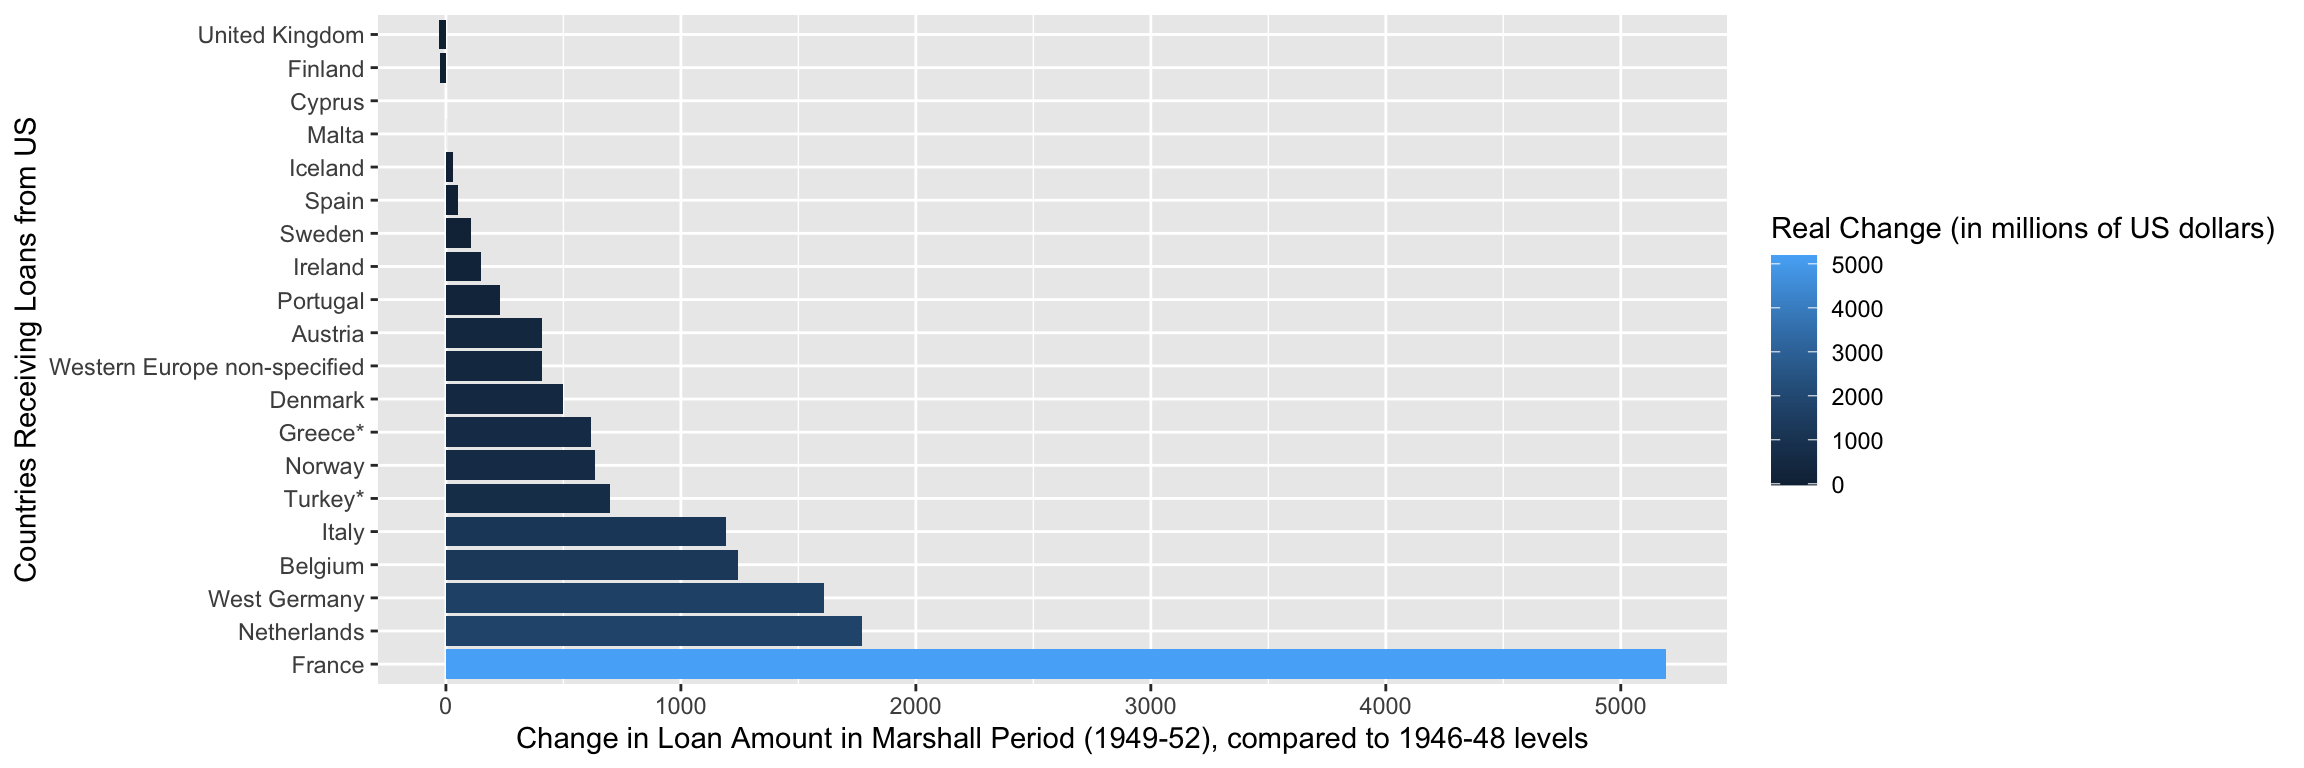 Countries Receiving Loans from US
United Kingdom
Finland
Cyprus
Malta
Iceland
Spain
Sweden
Ireland
Portugal
Austria
Western Europe non-specified
Denmark
Greece*
Norway
Turkey*
Italy
Belgium
West Germany
Netherlands
France
0 1000 2000 3000 4000 5000
Change in Loan Amount in Marshall Period (1949-52), compared to 1946-48 levels
Real Change (in millions of US dollars)
5000
4000
3000
2000
1000
0